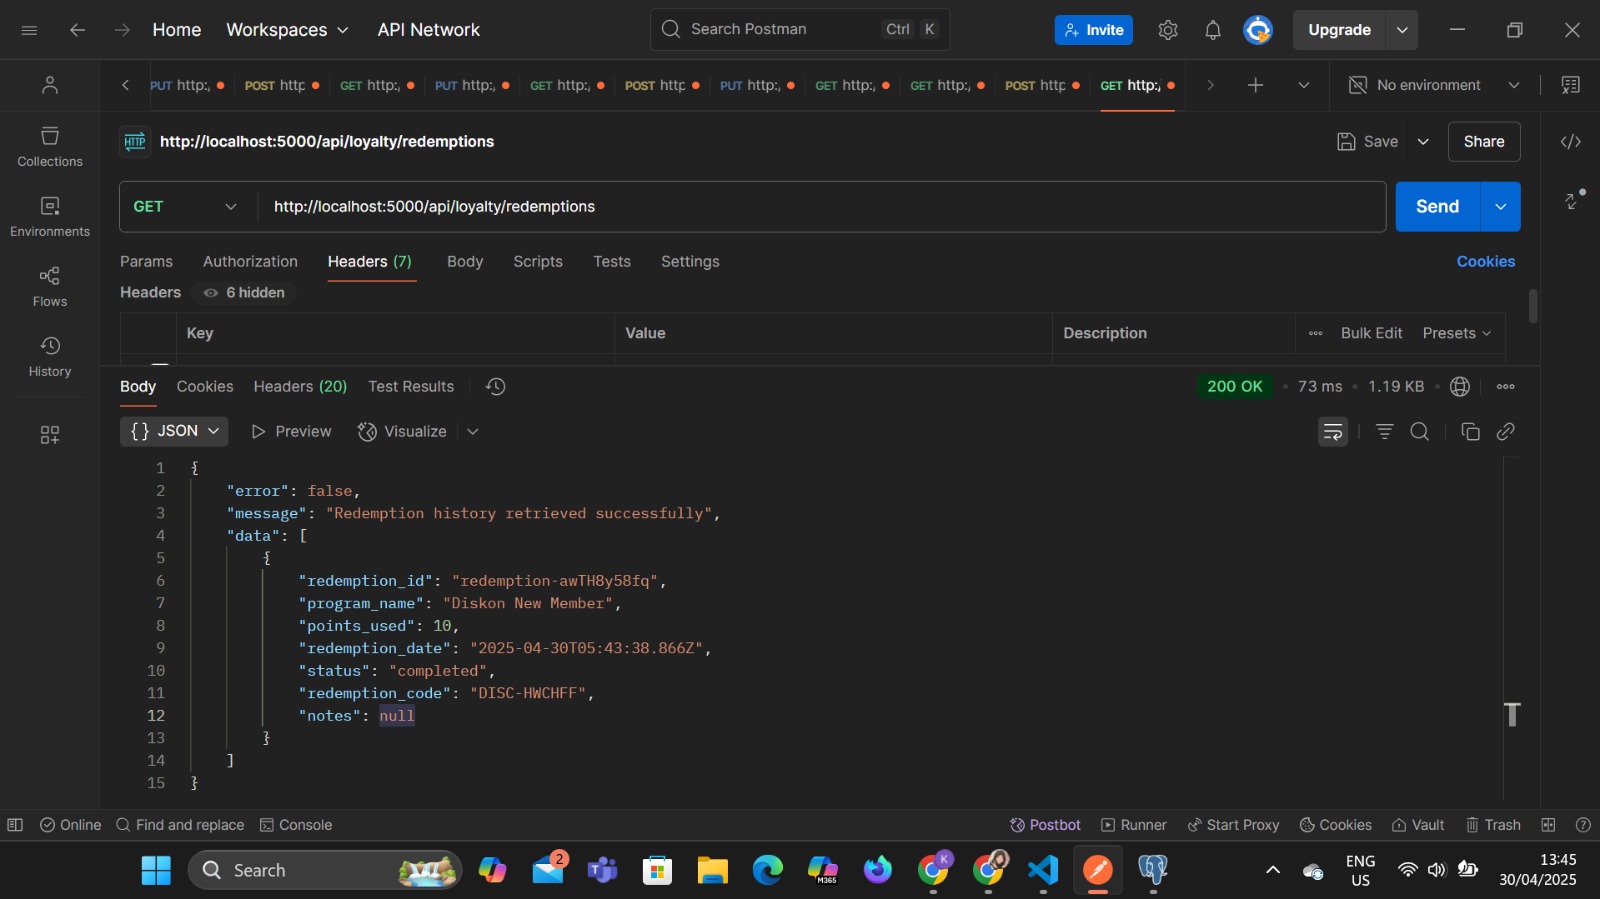 Home Workspaces API Network Search Postman Ctrl K Invite Upgrade
PUT http:/ POST http GET http:/ PUT http:/ GET http:/ POST http PUT http:/ GET http:/ GET http:/ POST http GET http:/ No environment
HTTP http://localhost:5000/api/loyalty/redemptions Save Share
Collections
GET http://localhost:5000/api/loyalty/redemptions Send
Environments
Params Authorization Headers (7) Body Scripts Tests Settings Cookies
Headers 6 hidden
Flows
Key Value Description Bulk Edit Presets
History
Body Cookies Headers (20) Test Results 200 OK 73 ms 1.19 KB
{} JSON Preview Visualize
1 {
2 "error": false,
3 "message": "Redemption history retrieved successfully",
4 "data": [
5 {
6 "redemption_id": "redemption-awTH8y58fq",
7 "program_name": "Diskon New Member",
8 "points_used": 10,
9 "redemption_date": "2025-04-30T05:43:38.866Z",
10 "status": "completed",
11 "redemption_code": "DISC-HWCHFF",
12 "notes": null
13 }
14 ]
15 }
Online Find and replace Console Postbot Runner Start Proxy Cookies Vault Trash
Search 2 M365 K ENG 13:45
US 30/04/2025